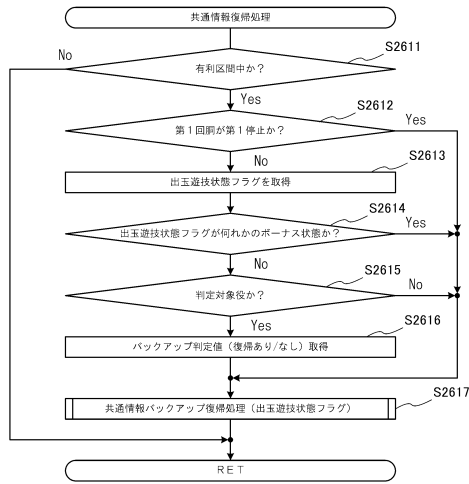 共通情報復帰処理
S2611
有利区間中か？
No
Yes
S2612
第１回胴が第１停止か？
Yes
No
S2613
出玉遊技状態フラグを取得
S2614
出玉遊技状態フラグが何れかのボーナス状態か？
Yes
No
S2615
判定対象役か？
No
Yes
S2616
バックアップ判定値（復帰あり/なし）取得
S2617
共通情報バックアップ復帰処理（出玉遊技状態フラグ）
ＲＥＴ